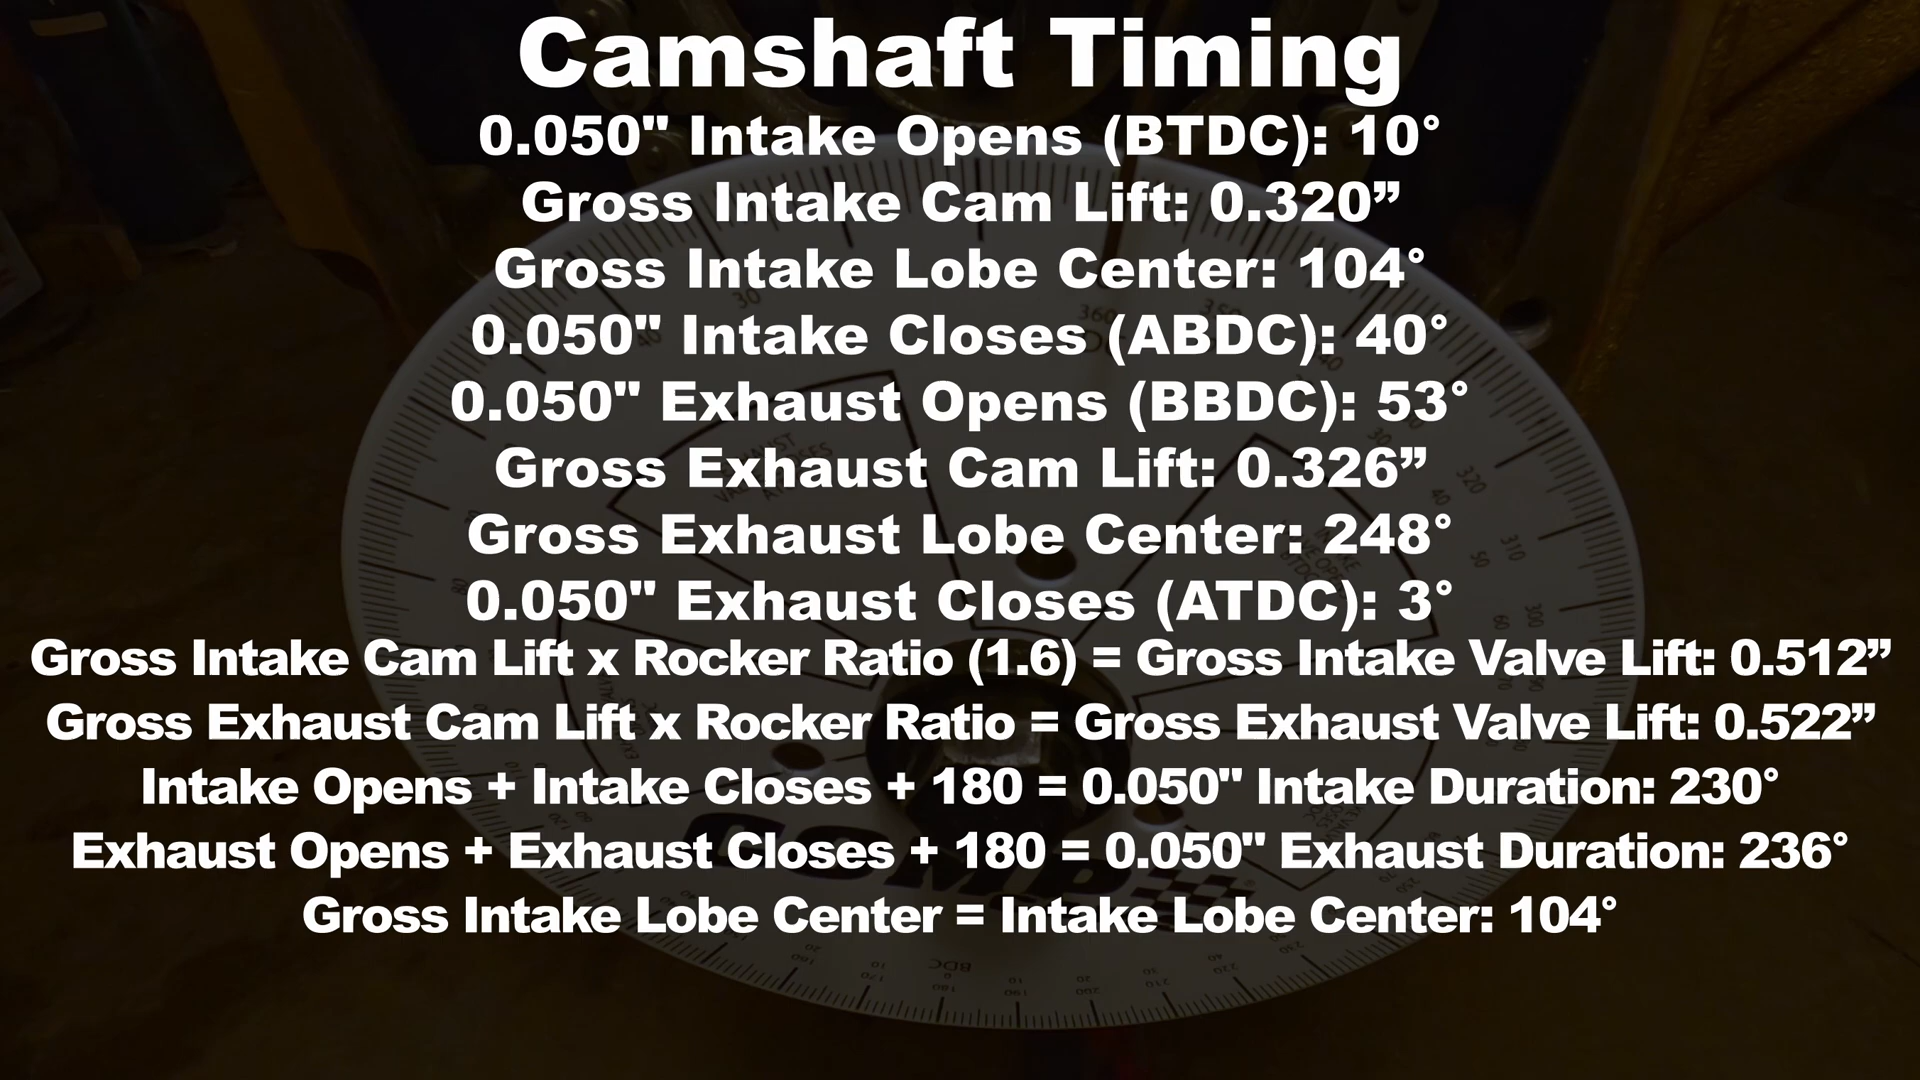 Camshaft Timing
0.050" Intake Opens (BTDC): 10°
Gross Intake Cam Lift: 0.320”
Gross Intake Lobe Center: 104°
0.050" Intake Closes (ABDC): 40°
0.050" Exhaust Opens (BBDC): 53°
Gross Exhaust Cam Lift: 0.326”
Gross Exhaust Lobe Center: 248°
0.050" Exhaust Closes (ATDC): 3°
Gross Intake Cam Lift x Rocker Ratio (1.6) = Gross Intake Valve Lift: 0.512”
Gross Exhaust Cam Lift x Rocker Ratio = Gross Exhaust Valve Lift: 0.522”
Intake Opens + Intake Closes + 180 = 0.050" Intake Duration: 230°
Exhaust Opens + Exhaust Closes + 180 = 0.050" Exhaust Duration: 236°
Gross Intake Lobe Center = Intake Lobe Center: 104°
COMP
BDC